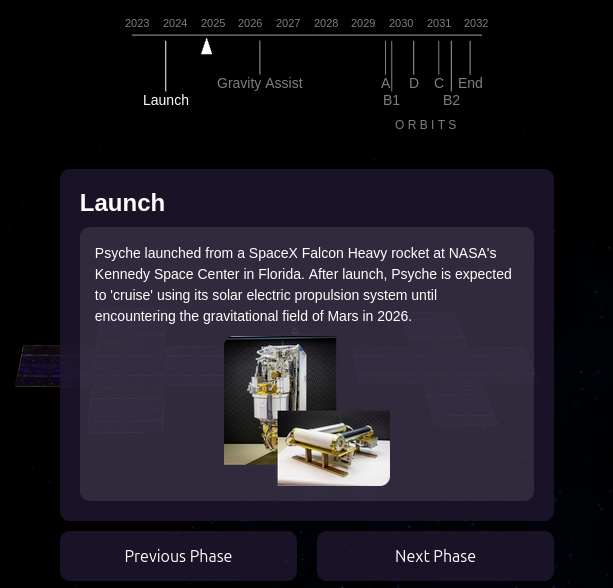 2023 2024 2025 2026 2027 2028 2029 2030 2031 2032
Gravity Assist A D C End
Launch B1 B2
ORBITS
Launch
Psyche launched from a SpaceX Falcon Heavy rocket at NASA's
Kennedy Space Center in Florida. After launch, Psyche is expected
to 'cruise' using its solar electric propulsion system until
encountering the gravitational field of Mars in 2026.
Previous Phase Next Phase